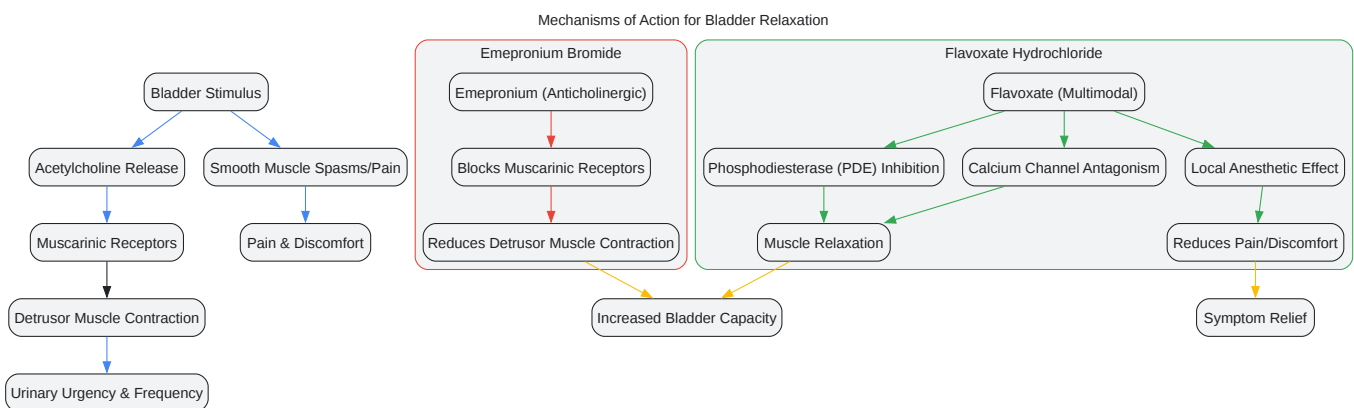 Mechanisms of Action for Bladder Relaxation
Emepronium Bromide
Flavoxate Hydrochloride
Bladder Stimulus
Emepronium (Anticholinergic)
Flavoxate (Multimodal)
Acetylcholine Release
Smooth Muscle Spasms/Pain
Blocks Muscarinic Receptors
Phosphodiesterase (PDE) Inhibition
Calcium Channel Antagonism
Local Anesthetic Effect
Muscarinic Receptors
Pain & Discomfort
Reduces Detrusor Muscle Contraction
Muscle Relaxation
Reduces Pain/Discomfort
Detrusor Muscle Contraction
Increased Bladder Capacity
Symptom Relief
Urinary Urgency & Frequency